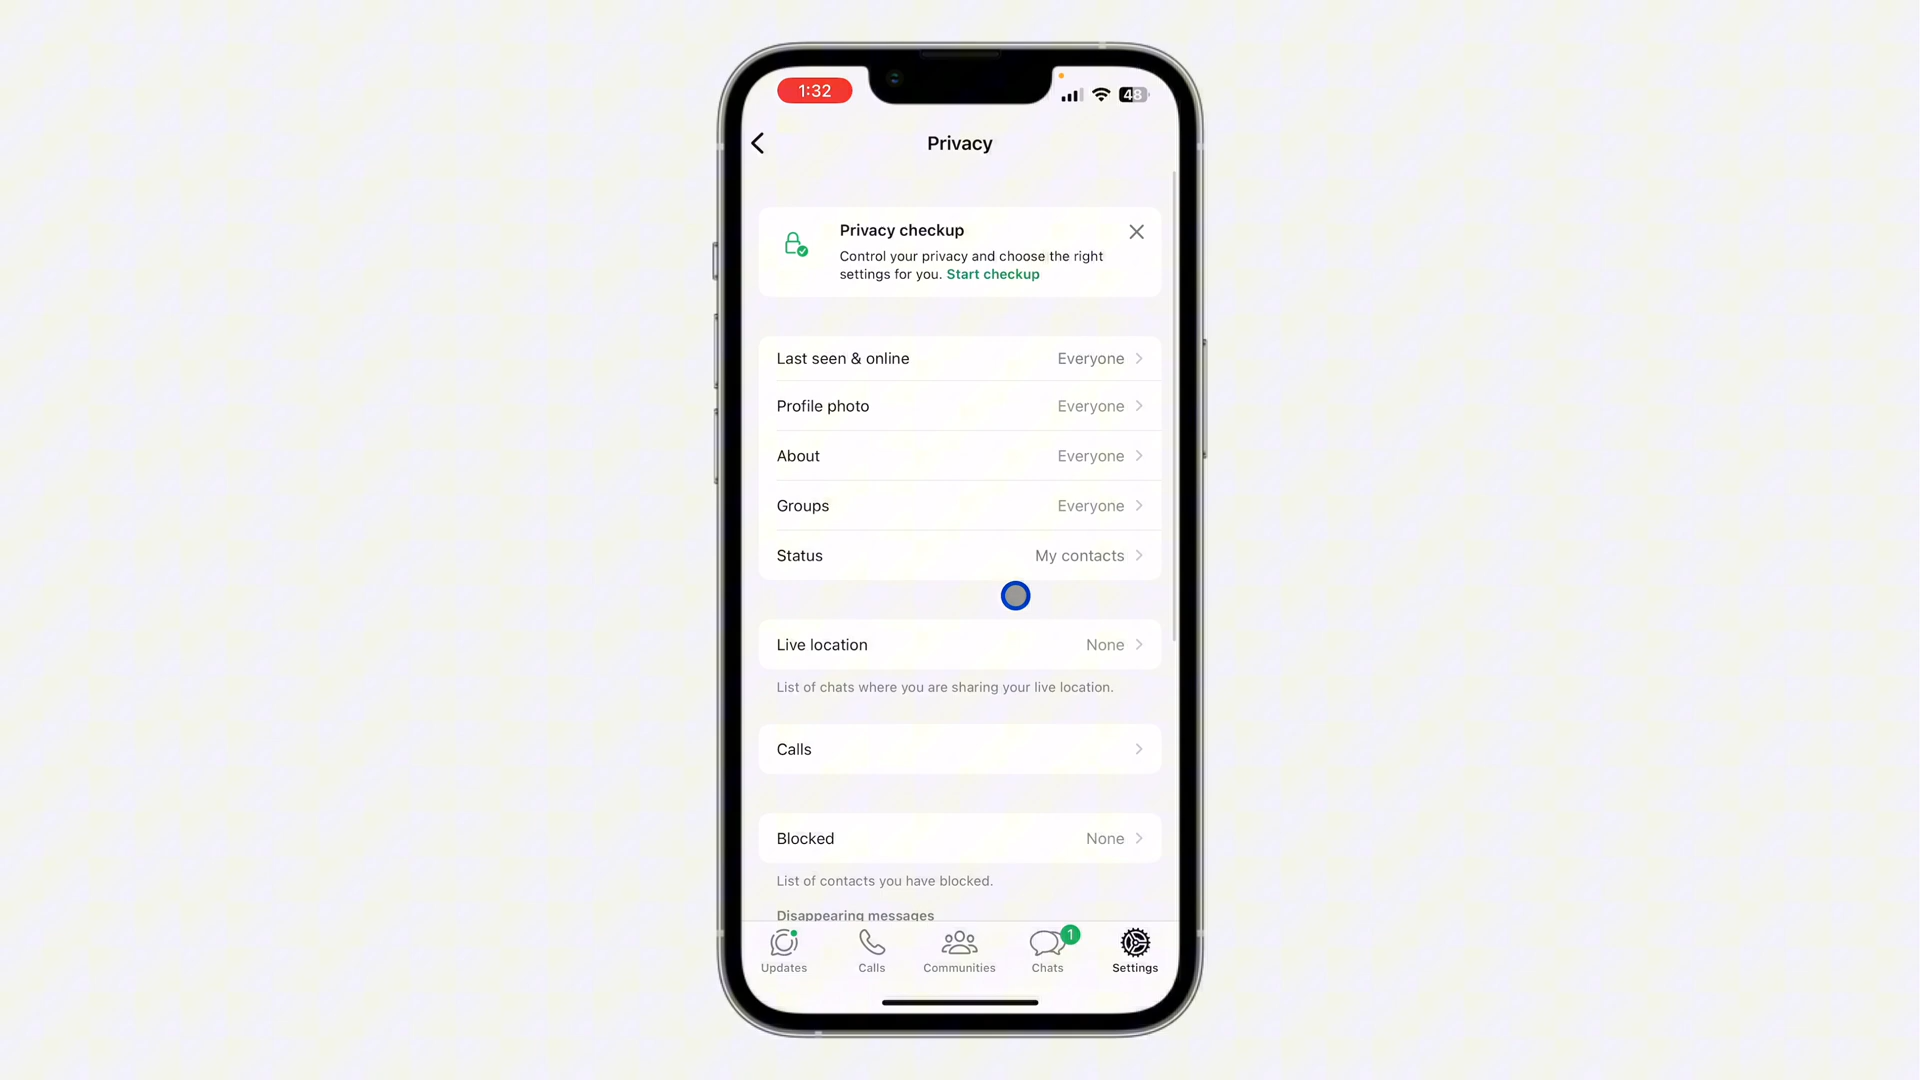 1:32
48
Privacy
Privacy checkup
Control your privacy and choose the right
settings for you. Start checkup
Last seen & online Everyone
Profile photo Everyone
About Everyone
Groups Everyone
Status My contacts
Live location None
List of chats where you are sharing your live location.
Calls
Blocked None
List of contacts you have blocked.
Disappearing messages
1
Updates Calls Communities Chats Settings